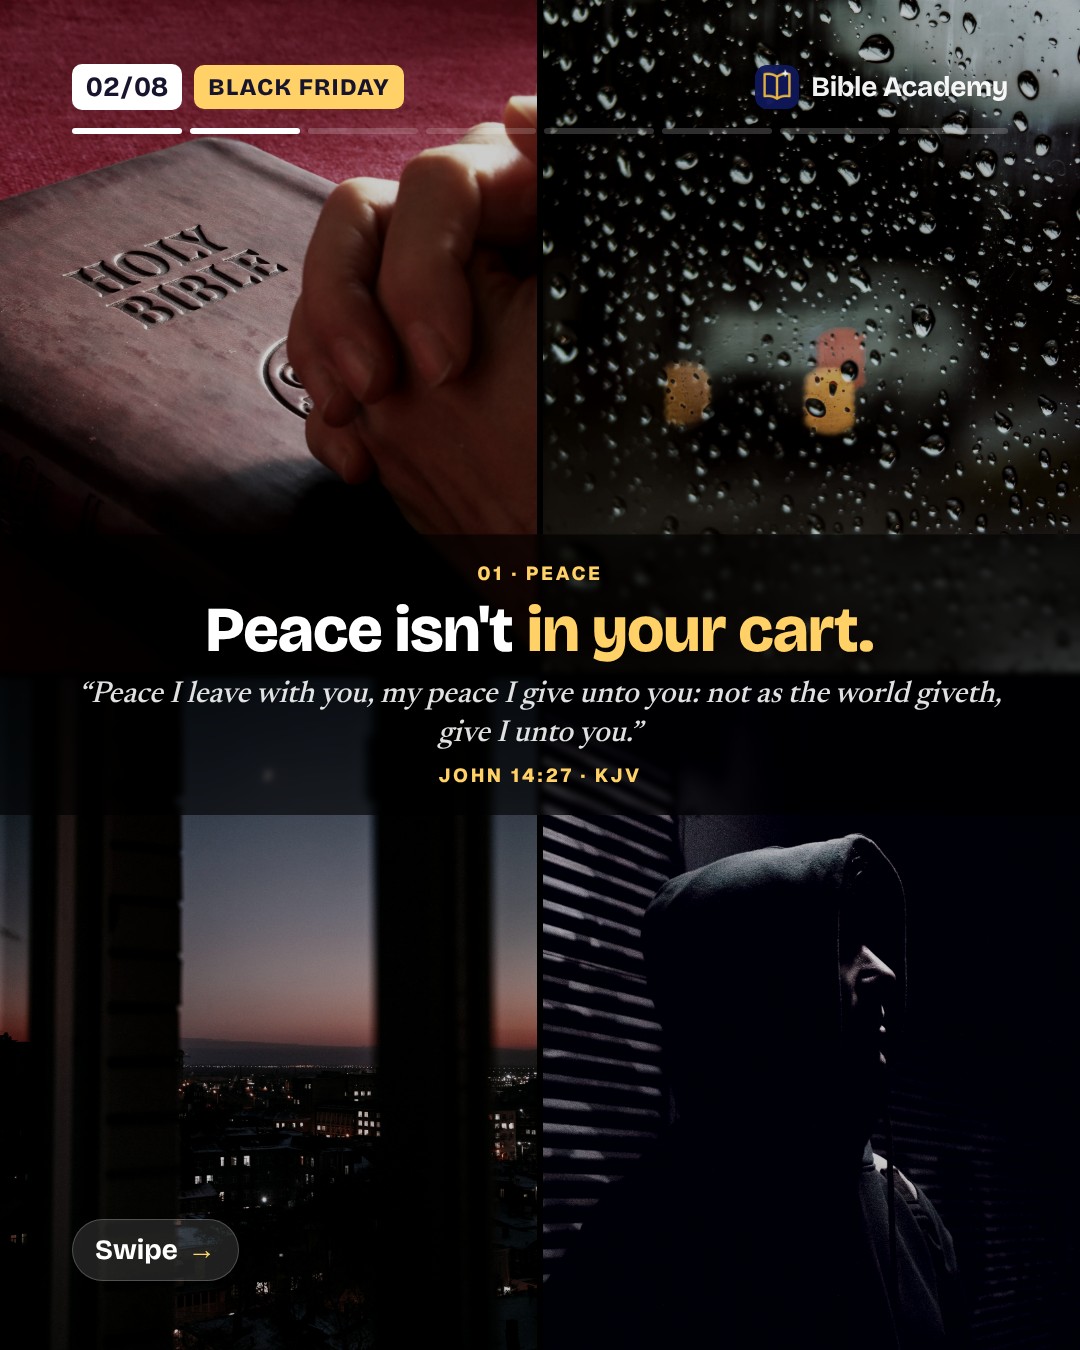 02/08
BLACK FRIDAY
Bible Academy
HOLY
BIBLE
01 · PEACE
Peace isn't in your cart.
“Peace I leave with you, my peace I give unto you: not as the world giveth,
give I unto you.”
JOHN 14:27 · KJV
Swipe →